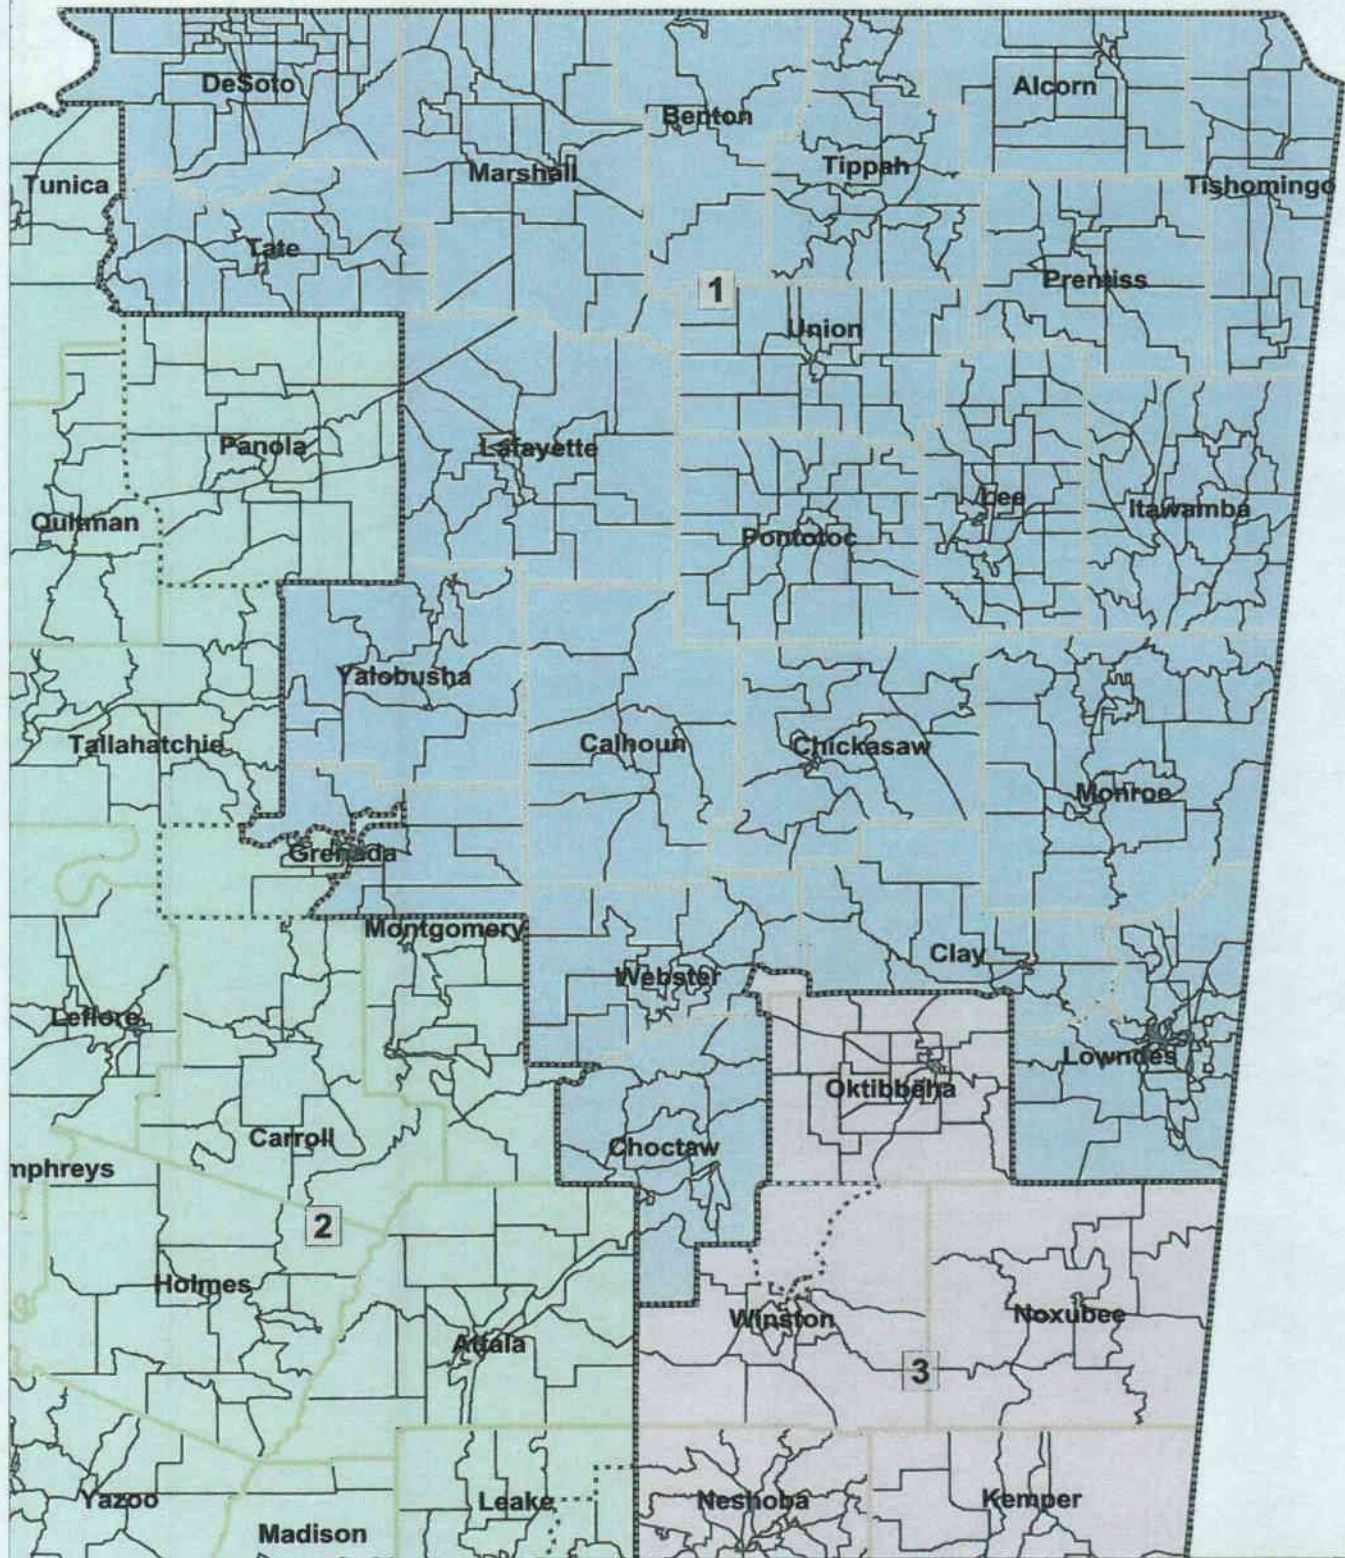 DeSoto
Alcorn
Benton
Tippah
Marshall
Tunica
Tishomingo
Tate
Prentiss
1
Union
Panola
Lafayette
Lee
Itawamba
Quitman
Pontotoc
Yalobusha
Tallahatchie
Calhoun
Chickasaw
Monroe
Grenada
Montgomery
Clay
Webster
Leflore
Lowndes
Oktibbeha
Carroll
Choctaw
mphreys
2
Holmes
Winston
Noxubee
Attala
3
Yazoo
Leake
Neshoba
Kemper
Madison